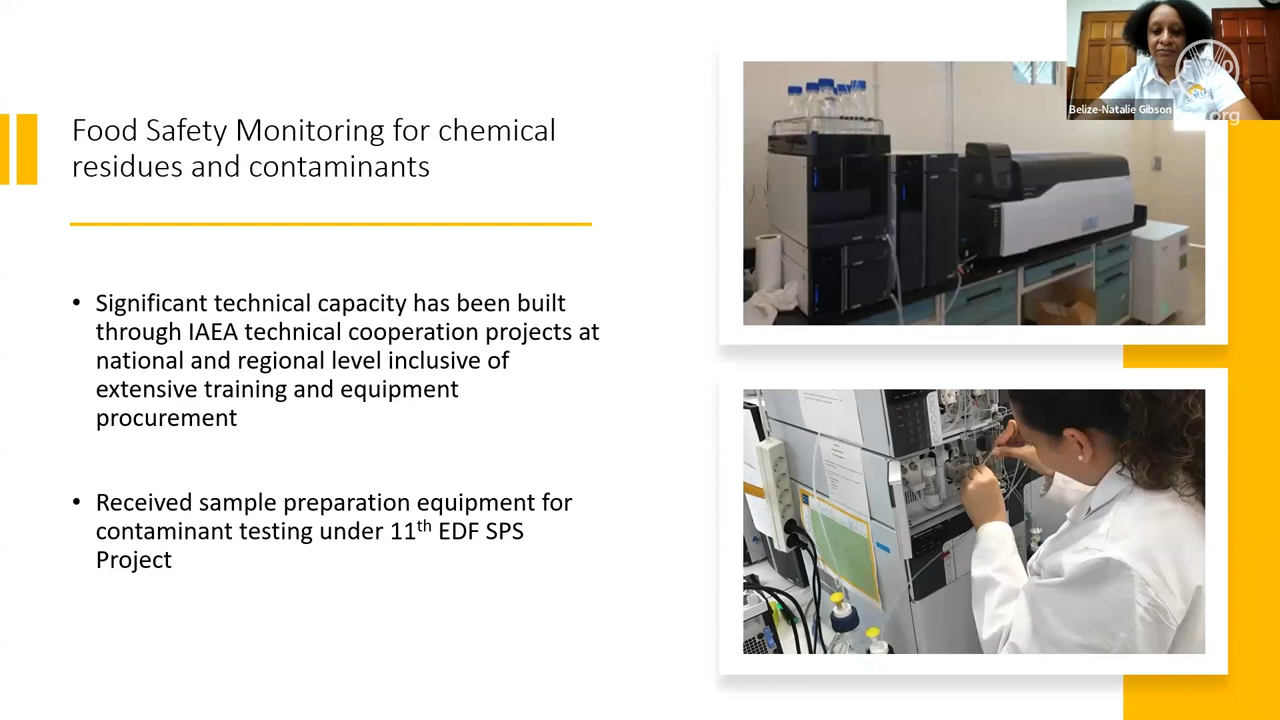 Belize-Natalie Gibson
FAO
.org
Food Safety Monitoring for chemical
residues and contaminants
• Significant technical capacity has been built
through IAEA technical cooperation projects at
national and regional level inclusive of
extensive training and equipment
procurement
• Received sample preparation equipment for
contaminant testing under 11th EDF SPS
Project